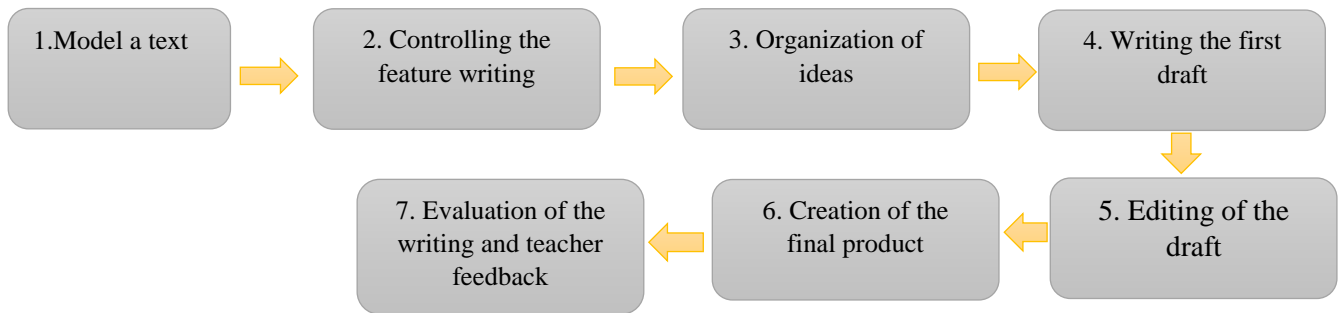 1.Model a text
2. Controlling the
feature writing
3. Organization of
ideas
4. Writing the first
draft
5. Editing of the
draft
6. Creation of the
final product
7. Evaluation of the
writing and teacher
feedback